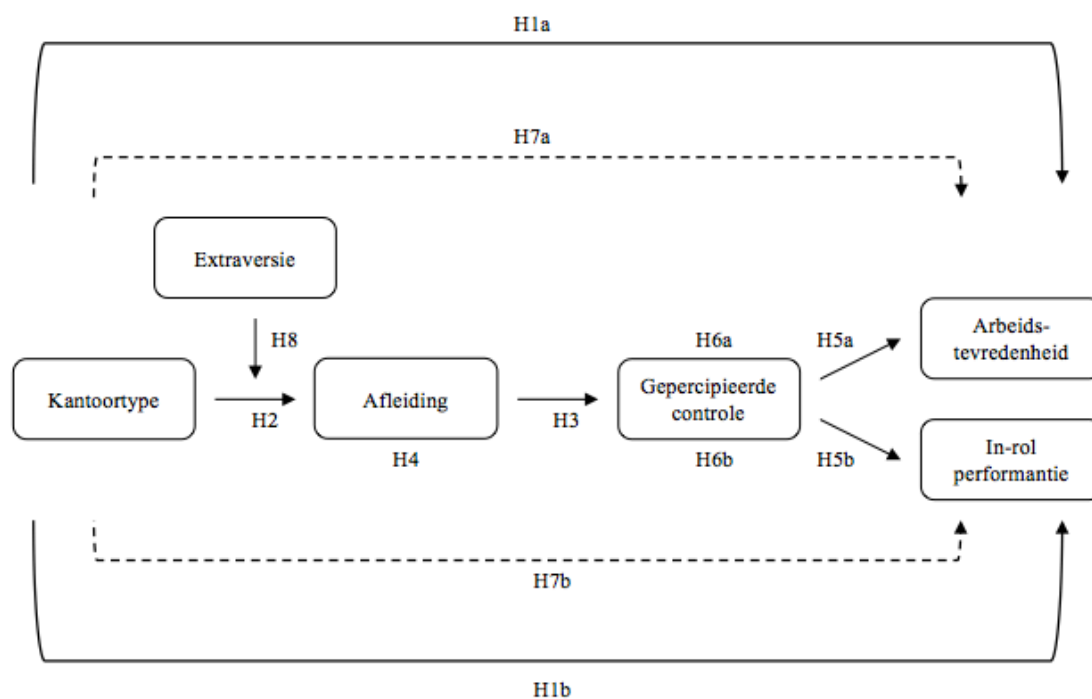 H1a
H7a
Extraversie
H8
H6a
H5a
Arbeids-
tevredenheid
Kantoortype
H2
Afleiding
H3
Gepercipieerde
controle
H4
H6b
H5b
In-rol
performantie
H7b
H1b